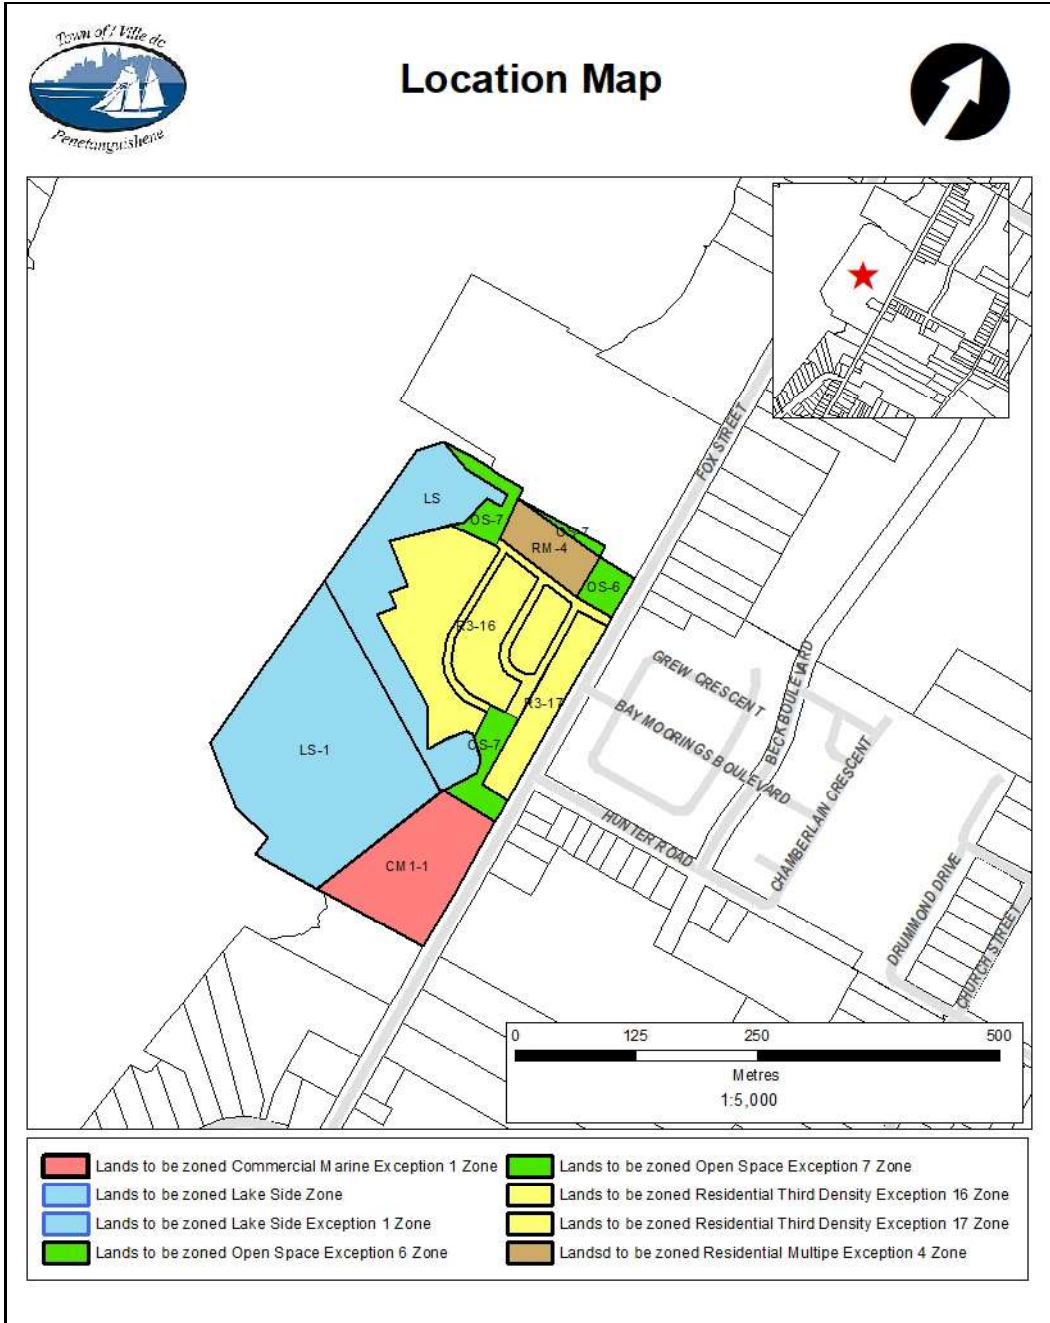 Town of / Ville de
Penetanguishene
Location Map
FOX STREET
LS
OS-7
OS-7
RM-4
OS-6
R3-16
R3-17
OS-7
LS-1
CM1-1
GREW CRESCENT
BAY MOORINGS BOULEVARD
BECK BOULEVARD
CHAMBERLAIN CRESCENT
HUNTER ROAD
DRUMMOND DRIVE
CHURCH STREET
0 125 250 500
Metres
1:5,000
Lands to be zoned Commercial Marine Exception 1 Zone
Lands to be zoned Lake Side Zone
Lands to be zoned Lake Side Exception 1 Zone
Lands to be zoned Open Space Exception 6 Zone
Lands to be zoned Open Space Exception 7 Zone
Lands to be zoned Residential Third Density Exception 16 Zone
Lands to be zoned Residential Third Density Exception 17 Zone
Landsd to be zoned Residential Multipe Exception 4 Zone